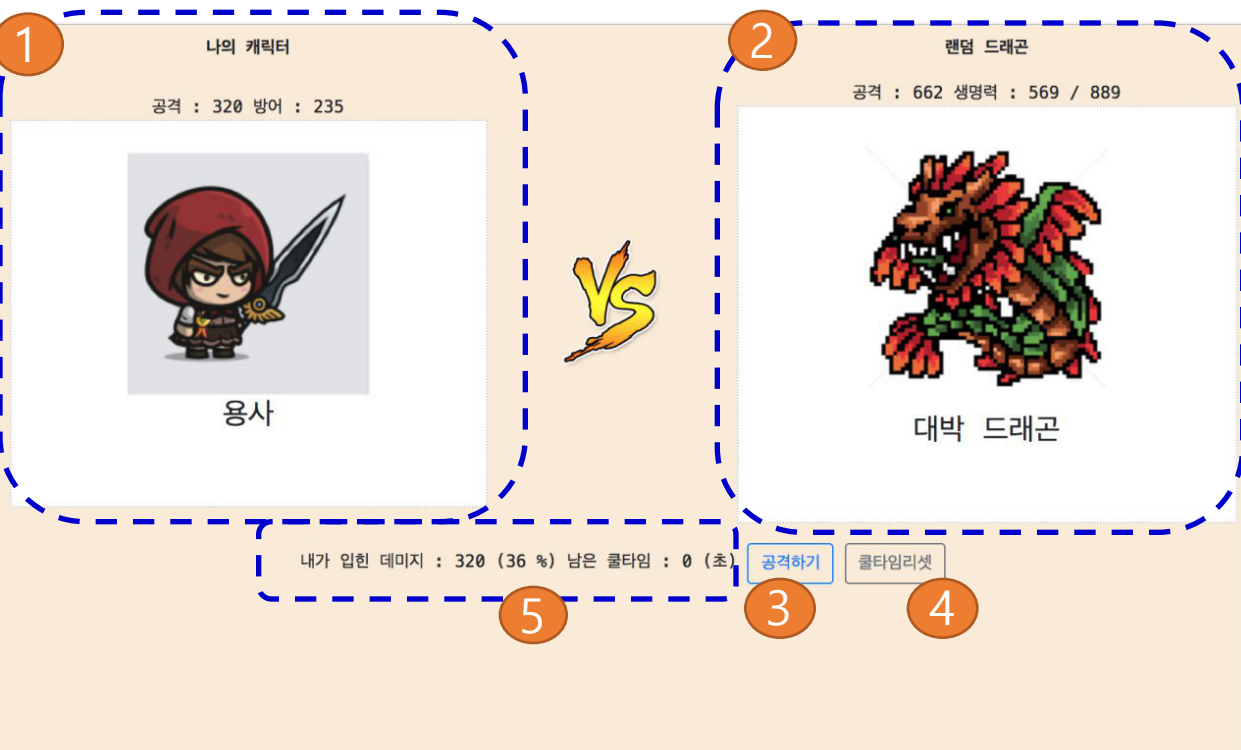 1
나의 캐릭터
공격 : 320 방어 : 235
용사
VS
2
랜덤 드래곤
공격 : 662 생명력 : 569 / 889
대박 드래곤
내가 입힌 데미지 : 320 (36 %) 남은 쿨타임 : 0 (초)
공격하기
쿨타임리셋
5
3
4